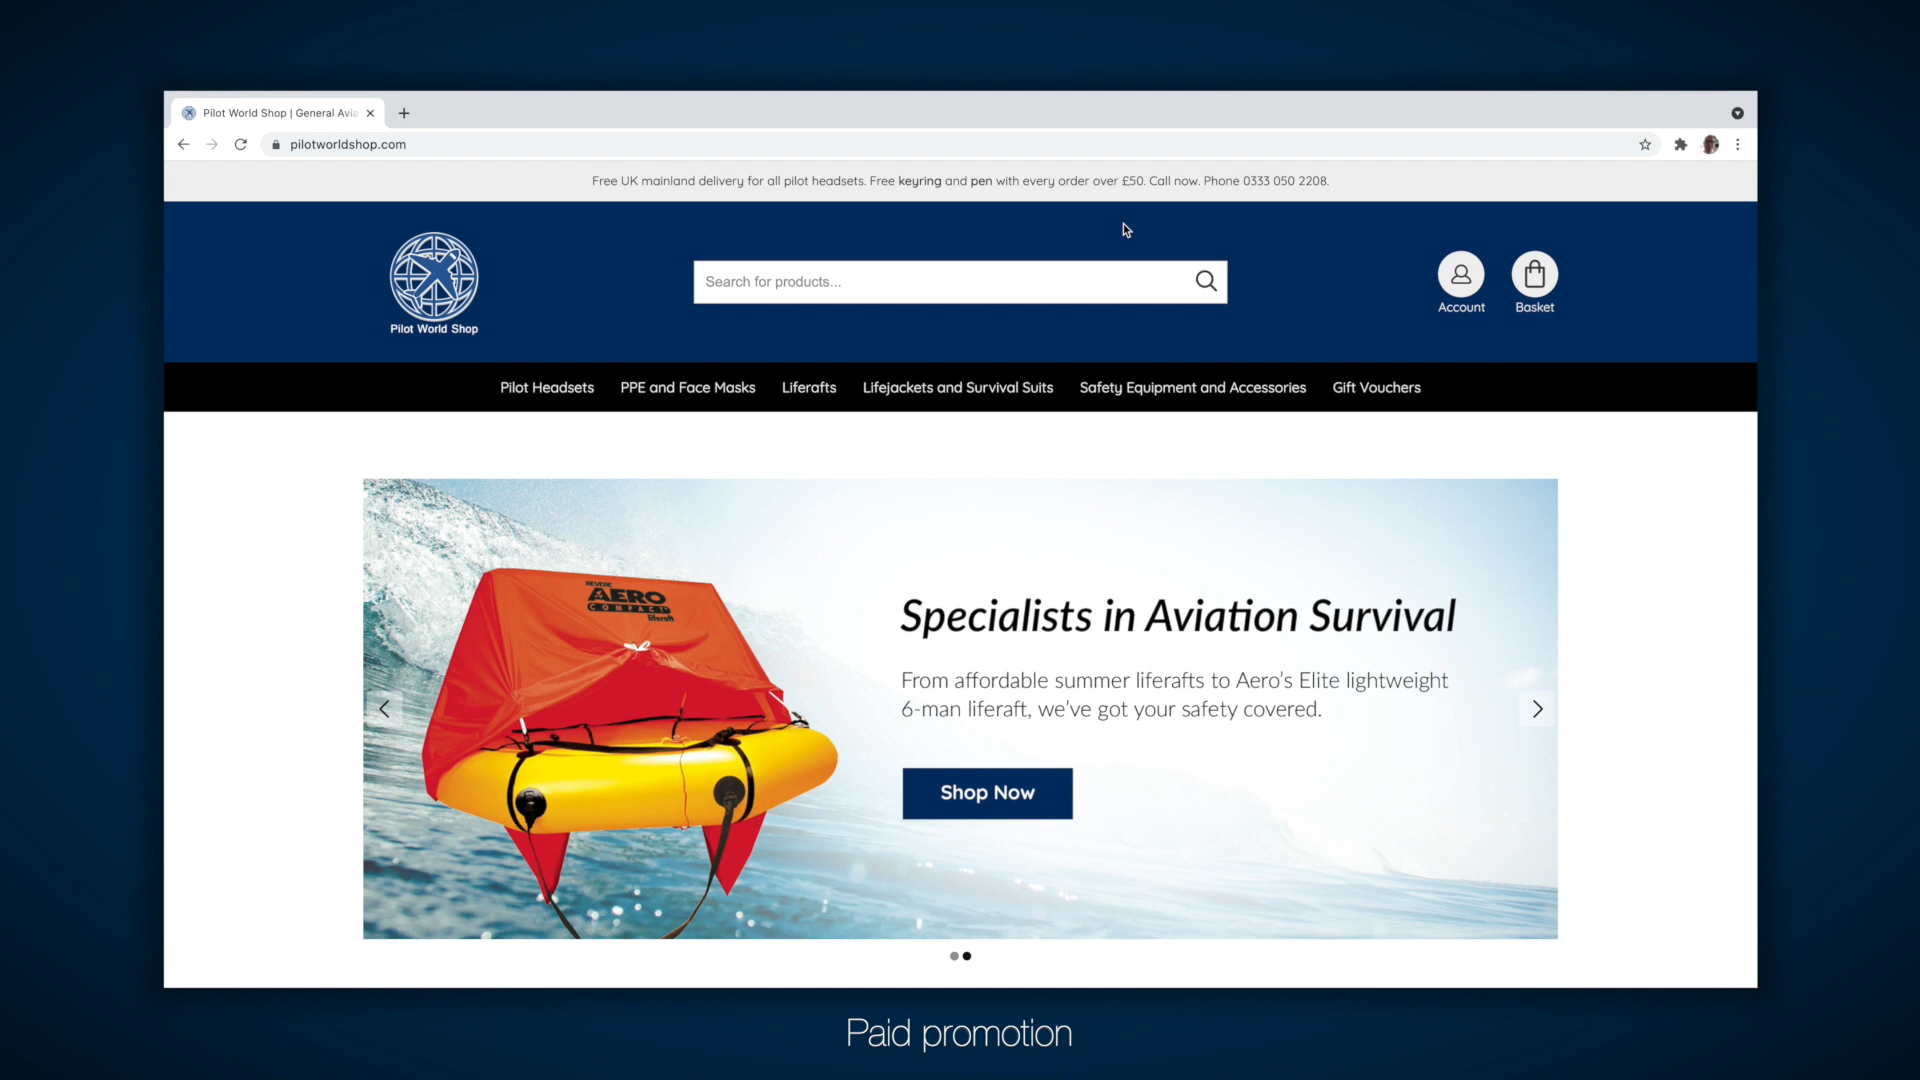 Pilot World Shop | General Avia
pilotworldshop.com
Free UK mainland delivery for all pilot headsets. Free keyring and pen with every order over £50. Call now. Phone 0333 050 2208.
Search for products...
Pilot World Shop
Account
Basket
Pilot Headsets
PPE and Face Masks
Liferafts
Lifejackets and Survival Suits
Safety Equipment and Accessories
Gift Vouchers
REVERE
AERO
COMPACT
liferaft
Specialists in Aviation Survival
From affordable summer liferafts to Aero’s Elite lightweight
6-man liferaft, we’ve got your safety covered.
Shop Now
Paid promotion